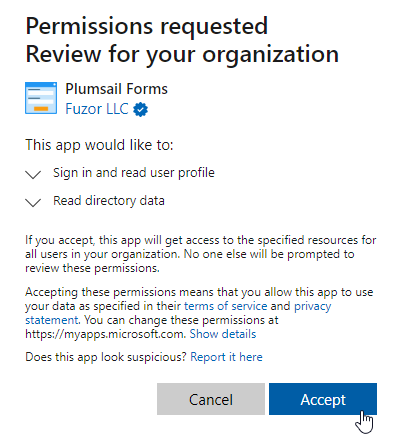 Permissions requested
Review for your organization
Plumsail Forms
Fuzor LLC
This app would like to:
Sign in and read user profile
Read directory data
If you accept, this app will get access to the specified resources for
all users in your organization. No one else will be prompted to
review these permissions.
Accepting these permissions means that you allow this app to use
your data as specified in their terms of service and privacy
statement. You can change these permissions at
https://myapps.microsoft.com. Show details
Does this app look suspicious? Report it here
Cancel
Accept